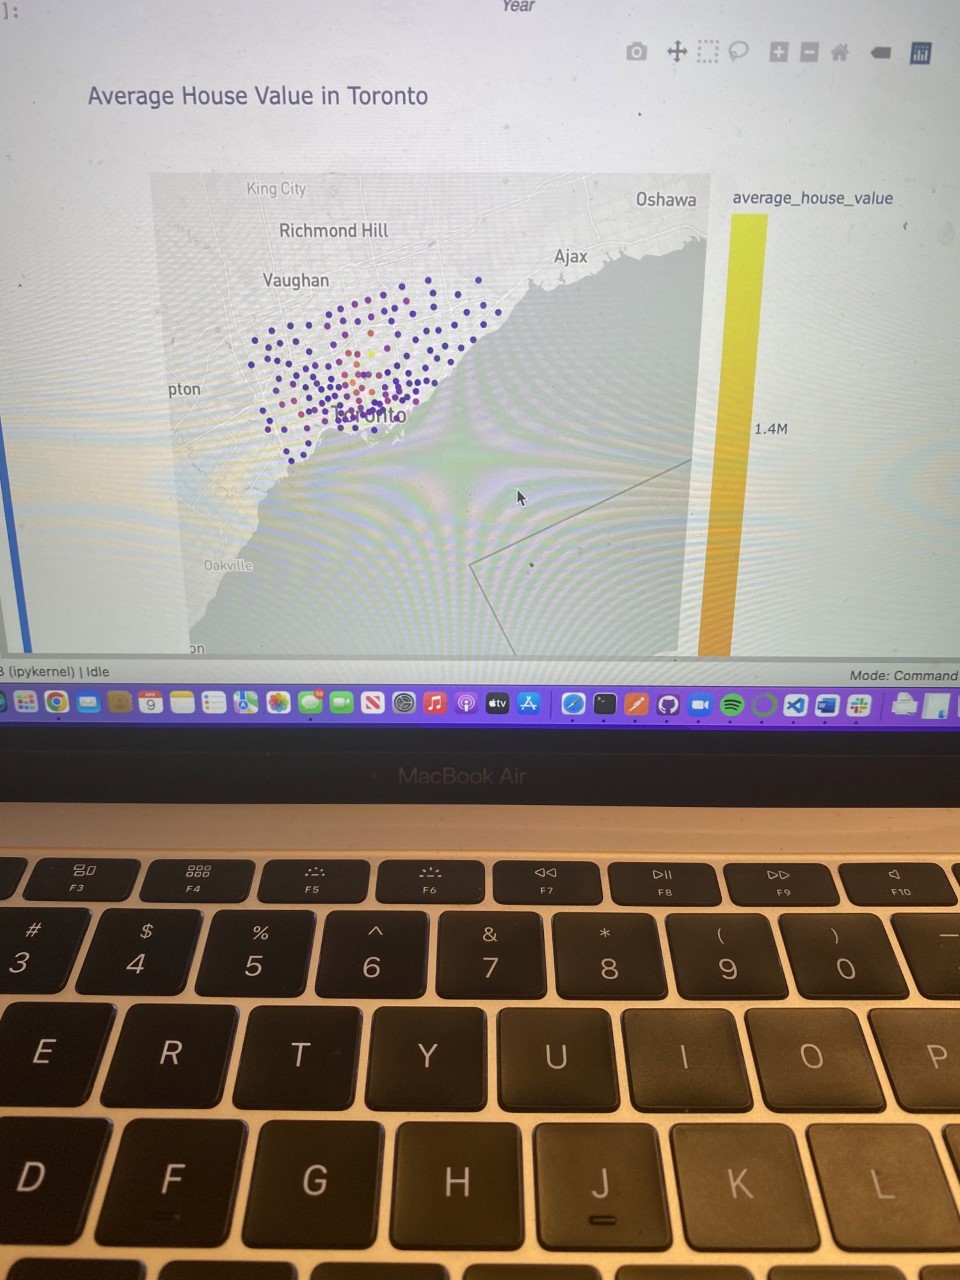 ]:
Year
Average House Value in Toronto
King City
Oshawa
average_house_value
Richmond Hill
Ajax
Vaughan
pton
Toronto
1.4M
Oakville
on
3 (ipykernel) | Idle
Mode: Command
9
tv
MacBook Air
F3
F4
F5
F6
F7
F8
F9
F10
# $ % ^ & * ( )
3 4 5 6 7 8 9 0
E R T Y U I O P
D F G H J K L